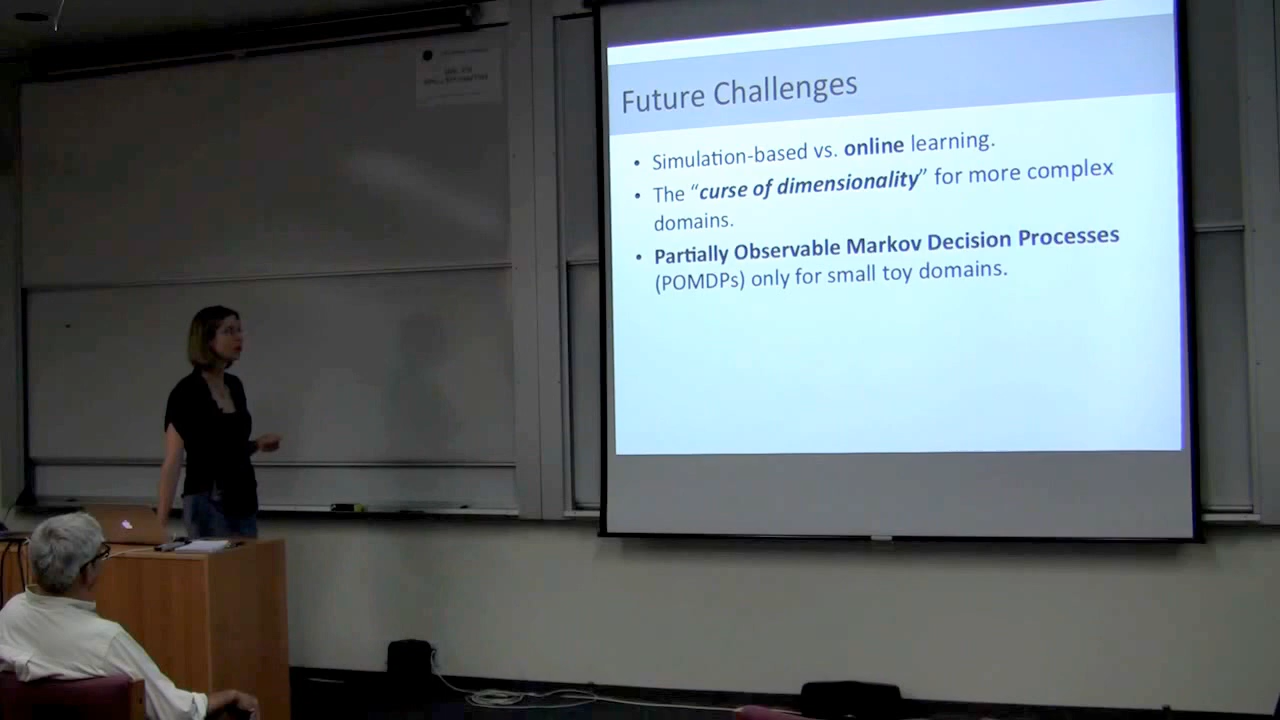 Future Challenges
• Simulation-based vs. online learning.
• The “curse of dimensionality” for more complex
domains.
• Partially Observable Markov Decision Processes
(POMDPs) only for small toy domains.